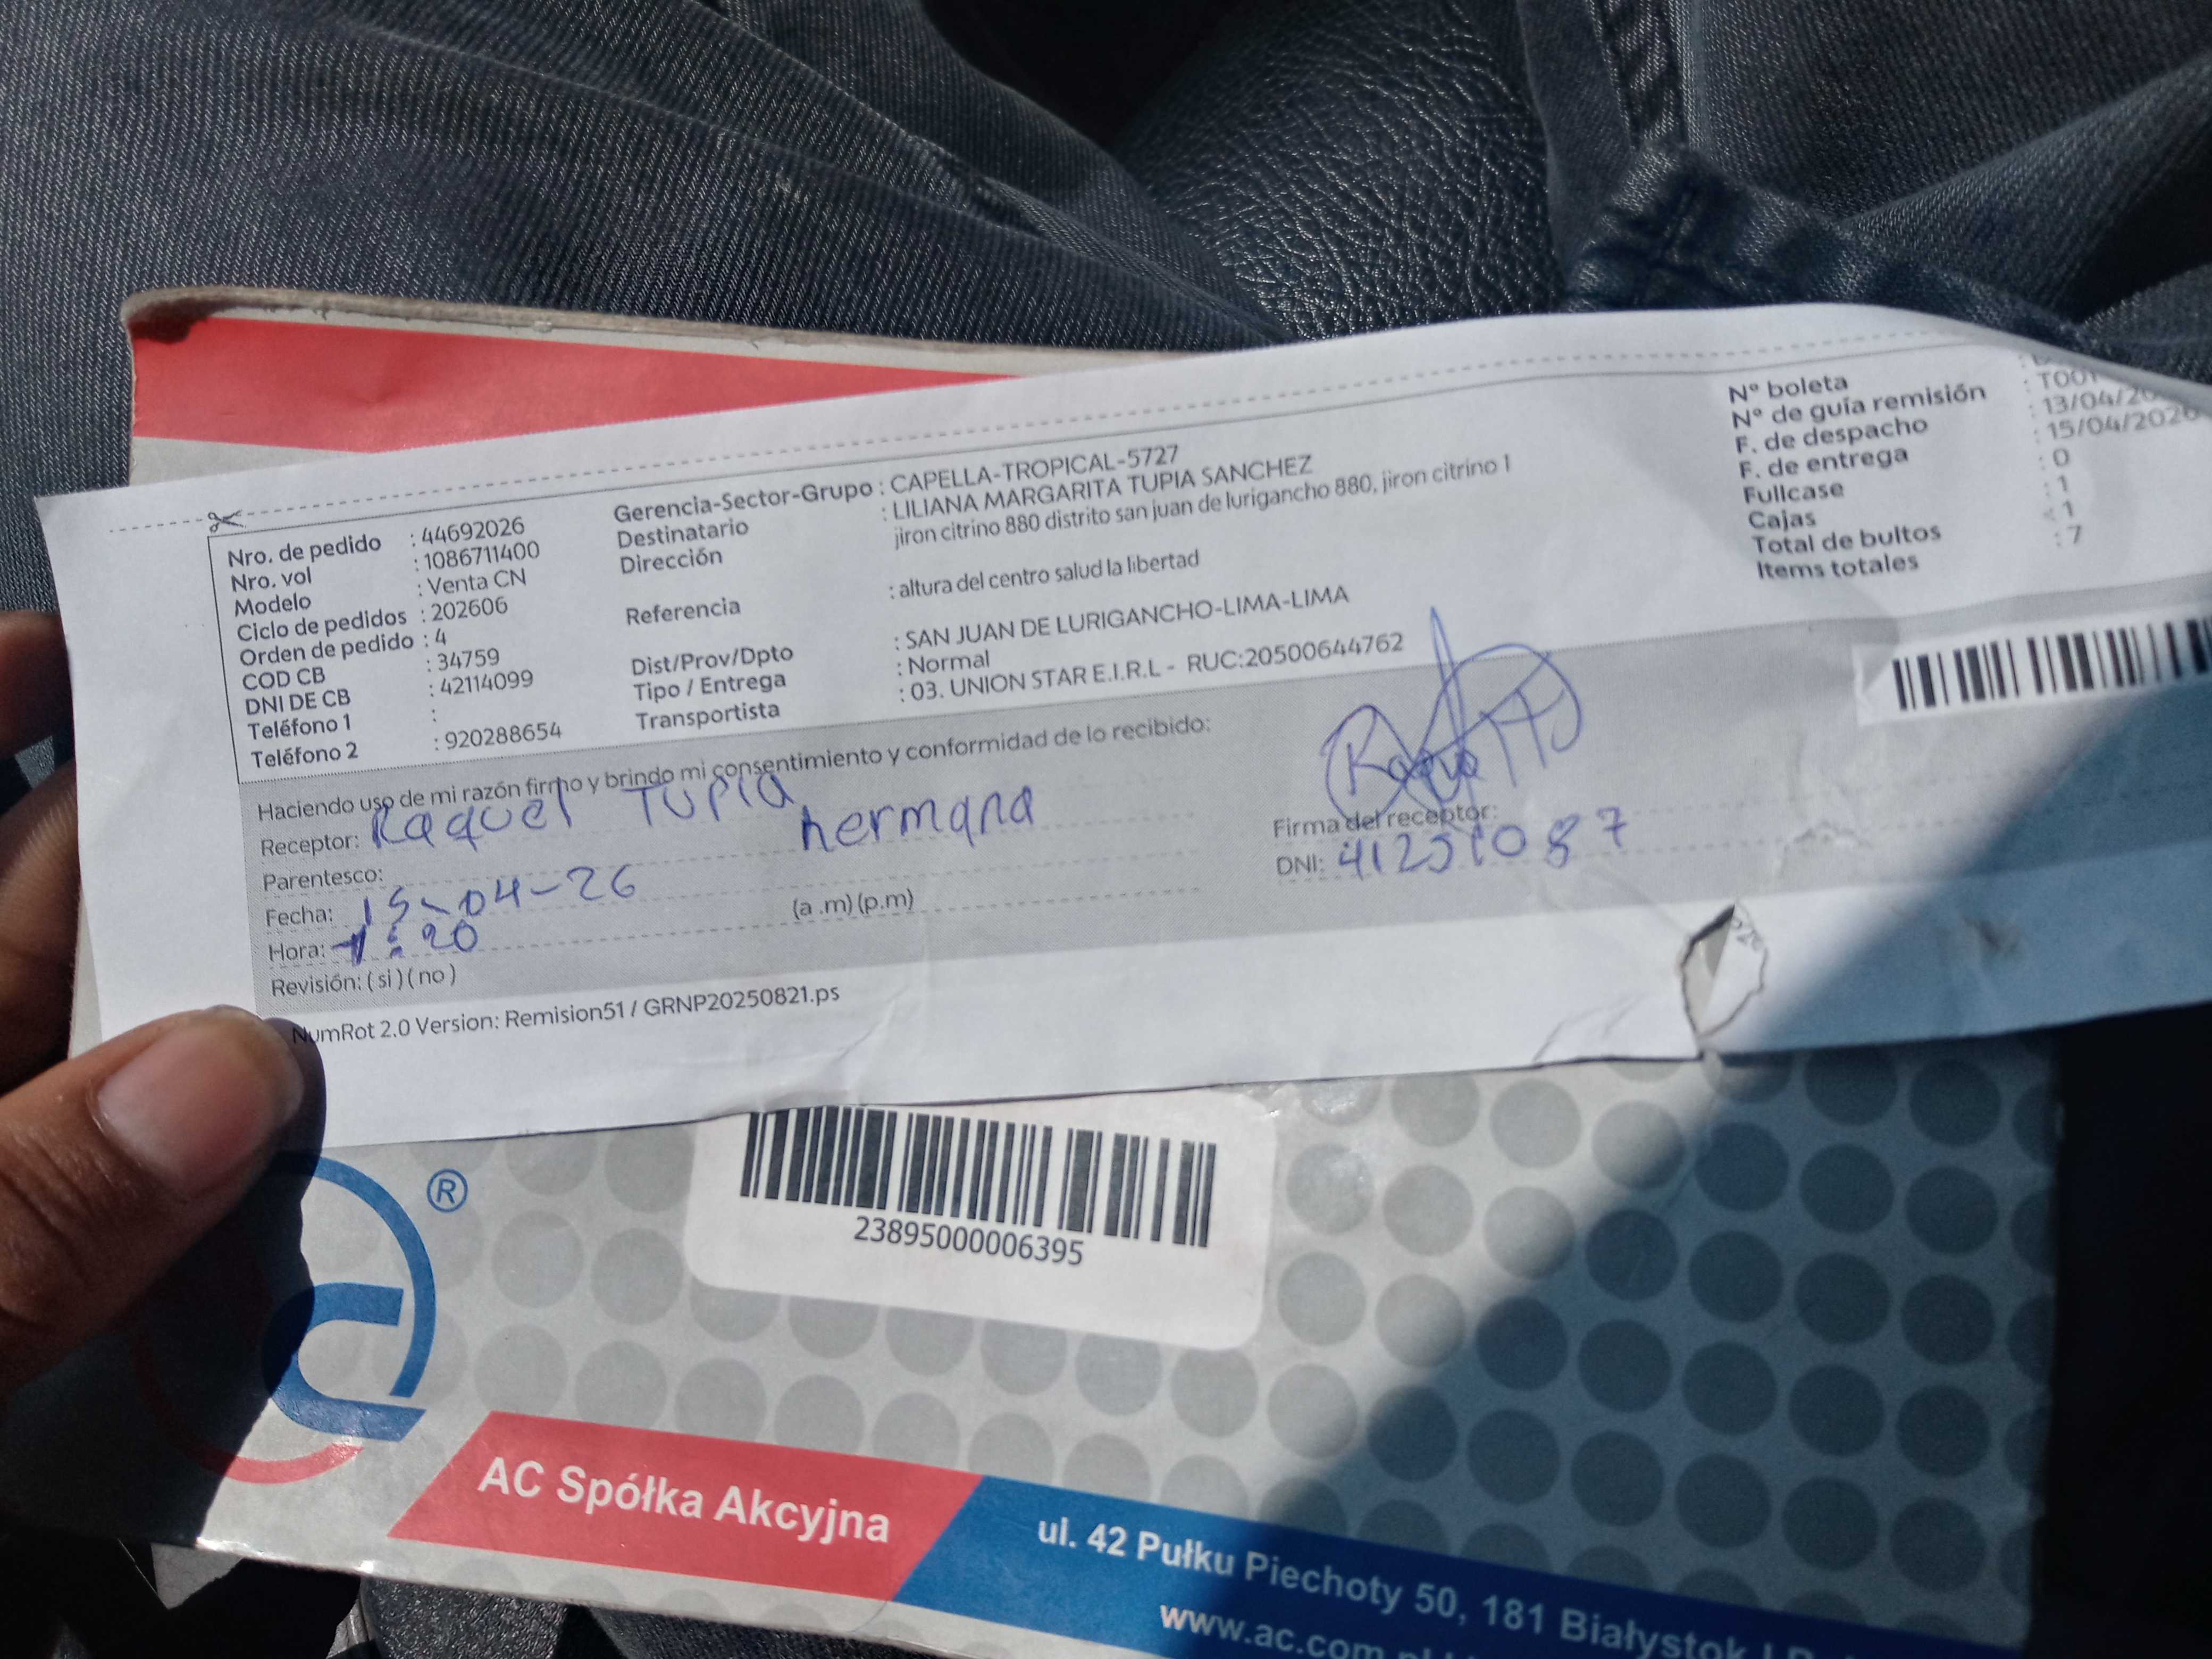 Nro. de pedido : 44692026
Nro. vol : 1086711400
Modelo : Venta CN
Ciclo de pedidos : 202606
Orden de pedido : 4
COD CB : 34759
DNI DE CB : 42114099
Teléfono 1 :
Teléfono 2 : 920288654
Gerencia-Sector-Grupo : CAPELLA-TROPICAL-5727
Destinatario : LILIANA MARGARITA TUPIA SANCHEZ
Dirección jiron citrino 880 distrito san juan de lurigancho 880, jiron citrino 1
Referencia : altura del centro salud la libertad
Dist/Prov/Dpto : SAN JUAN DE LURIGANCHO-LIMA-LIMA
Tipo / Entrega : Normal
Transportista : 03. UNION STAR E.I.R.L - RUC:20500644762
N° boleta
N° de guía remisión : T001
F. de despacho : 13/04/20
F. de entrega : 15/04/2026
Fullcase : 0
Cajas : 1
Total de bultos : 1
Items totales : 7
Haciendo uso de mi razón firmo y brindo mi consentimiento y conformidad de lo recibido:
Receptor: Raquel Tupia
Parentesco: hermana
Fecha: 15-04-26
Hora: 1:20 (a .m) (p.m)
Revisión: ( si ) ( no )
Firma del receptor:
DNI: 41251087
NumRot 2.0 Version: Remision51 / GRNP20250821.ps
®
23895000006395
AC Spółka Akcyjna
ul. 42 Pułku Piechoty 50, 181 Białystok
www.ac.com.pl